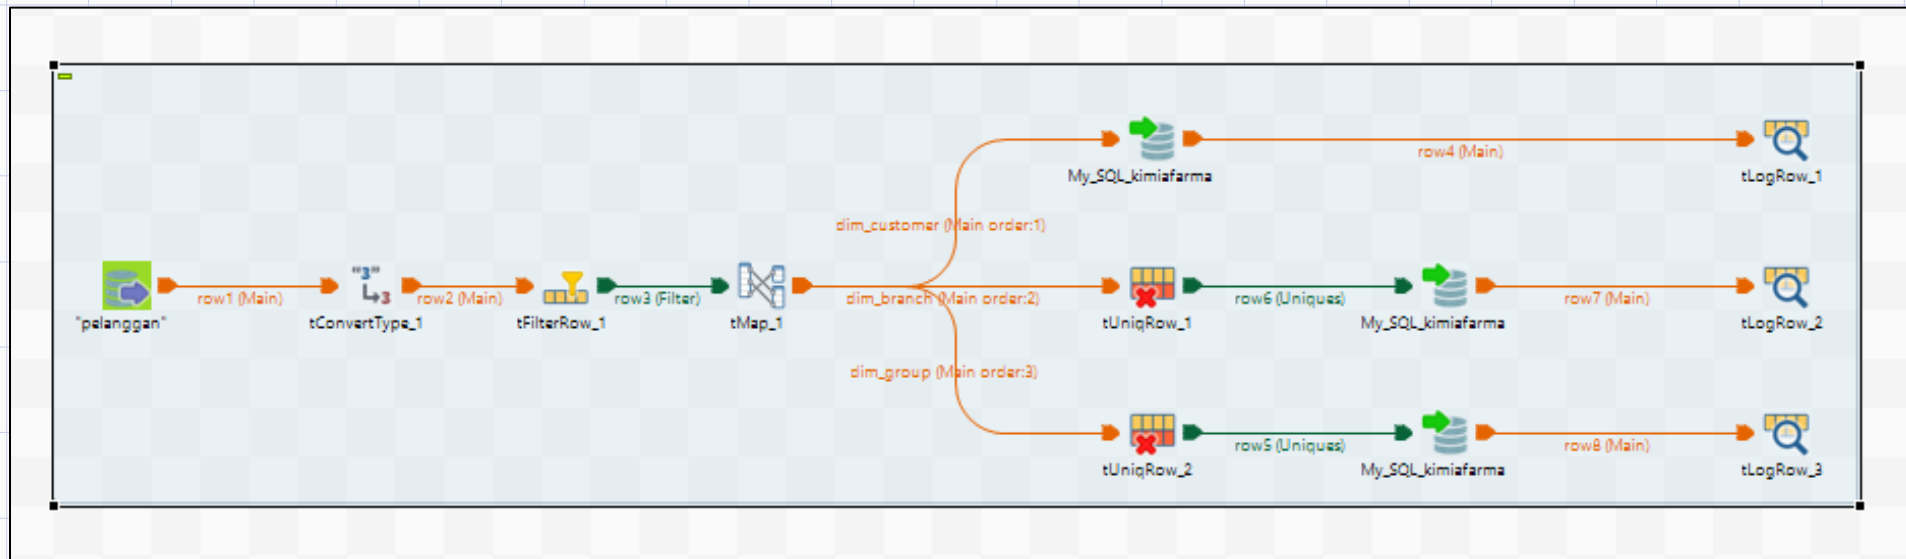 row4 (Main)
My_SQL_kimiafarma
tLogRow_1
dim_customer (Main order:1)
row1 (Main)
row2 (Main)
row3 (Filter)
dim_branch (Main order:2)
row6 (Uniques)
row7 (Main)
"3"
3
"pelanggan"
tConvertType_1
tFilterRow_1
tMap_1
tUniqRow_1
My_SQL_kimiafarma
tLogRow_2
dim_group (Main order:3)
row5 (Uniques)
row8 (Main)
tUniqRow_2
My_SQL_kimiafarma
tLogRow_3